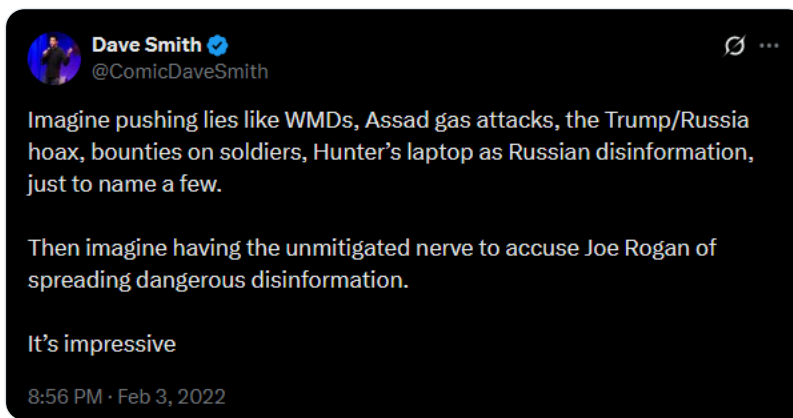 Dave Smith
@ComicDaveSmith
Imagine pushing lies like WMDs, Assad gas attacks, the Trump/Russia
hoax, bounties on soldiers, Hunter’s laptop as Russian disinformation,
just to name a few.
Then imagine having the unmitigated nerve to accuse Joe Rogan of
spreading dangerous disinformation.
It’s impressive
8:56 PM · Feb 3, 2022